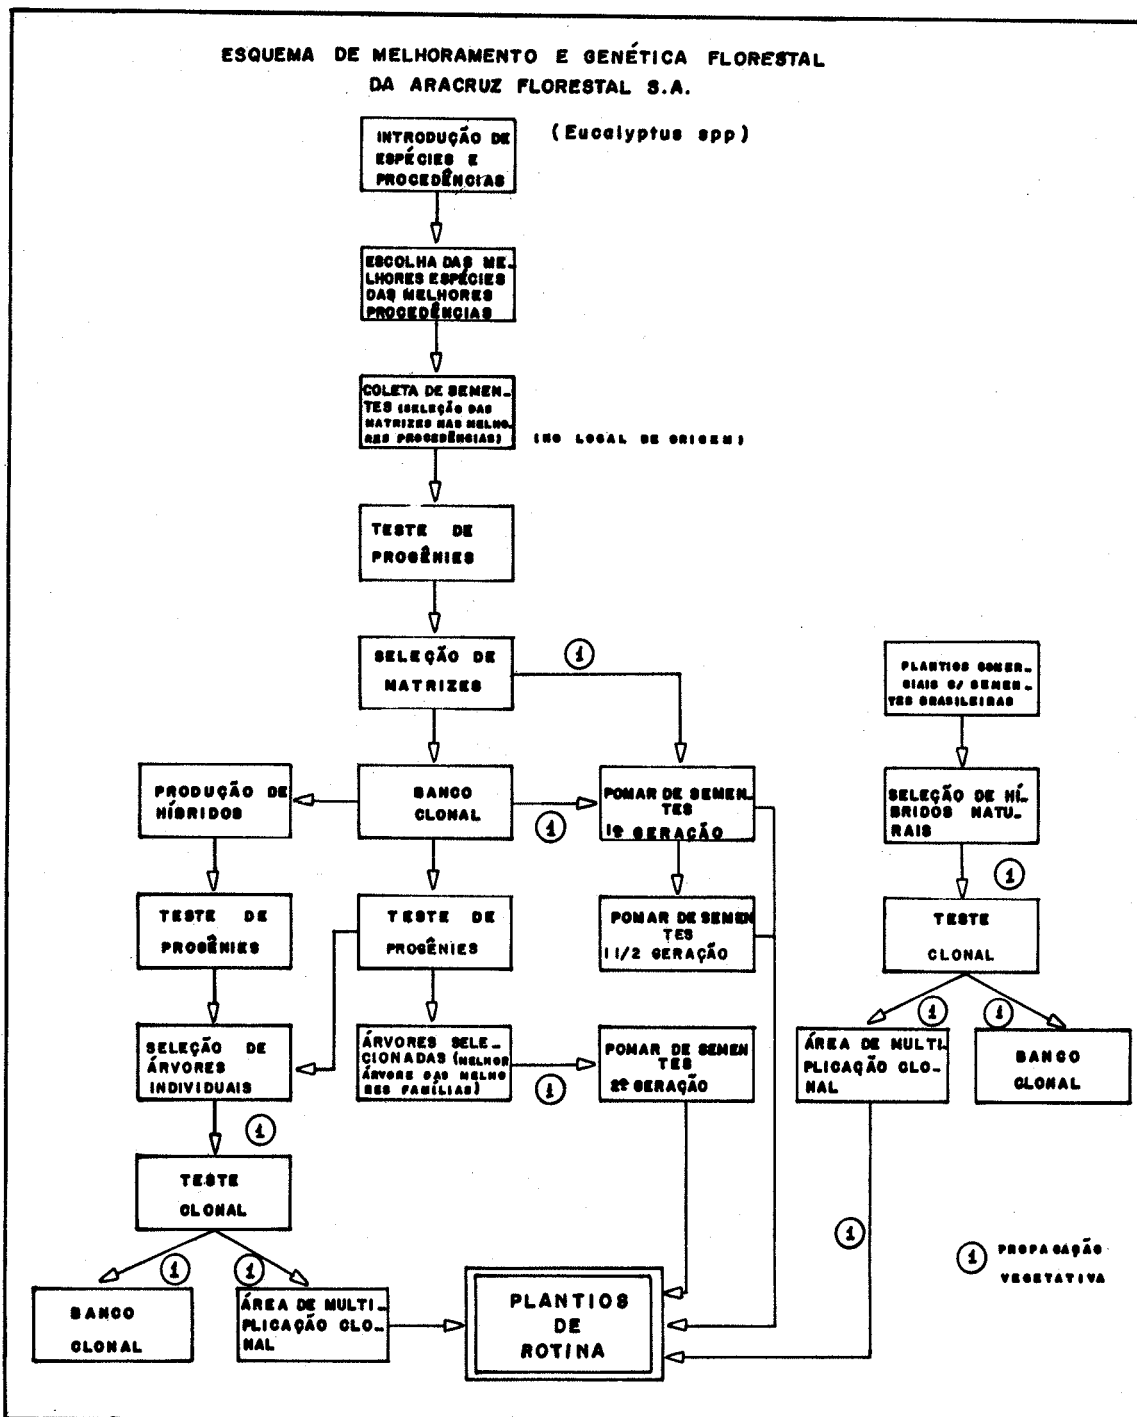 ESQUEMA DE MELHORAMENTO E GENÉTICA FLORESTAL
DA ARACRUZ FLORESTAL S.A.
(Eucalyptus spp)
INTRODUÇÃO DE
ESPÉCIES E
PROCEDÊNCIAS
ESCOLHA DAS ME_
LHORES ESPÉCIES
DAS MELHORES
PROCEDÊNCIAS
COLETA DE SEMEN_
TES (SELEÇÃO DAS
MATRIZES NAS MELHO_
RES PROCEDÊNCIAS)
(NO LOCAL DE ORIGEM)
TESTE DE
PROGÊNIES
SELEÇÃO DE
MATRIZES
1
PLANTIOS COMER_
CIAIS C/ SEMEN_
TES BRASILEIRAS
PRODUÇÃO DE
HÍBRIDOS
BANCO
CLONAL
1
POMAR DE SEMEN_
TES
1ª GERAÇÃO
SELEÇÃO DE HÍ_
BRIDOS NATU_
RAIS
1
TESTE DE
PROGÊNIES
TESTE DE
PROGÊNIES
POMAR DE SEMEN
TES
1 1/2 GERAÇÃO
TESTE
CLONAL
1
1
SELEÇÃO DE
ÁRVORES
INDIVIDUAIS
ÁRVORES SELE_
CIONADAS (MELHOR
ÁRVORE DAS MELHO
RES FAMÍLIAS)
1
POMAR DE SEMEN
TES
2ª GERAÇÃO
ÁREA DE MULTI_
PLICAÇÃO CLO_
NAL
BANCO
CLONAL
1
TESTE
CLONAL
1
1
1
1 PROPAGAÇÃO
VEGETATIVA
BANCO
CLONAL
ÁREA DE MULTI_
PLICAÇÃO CLO_
NAL
PLANTIOS
DE
ROTINA